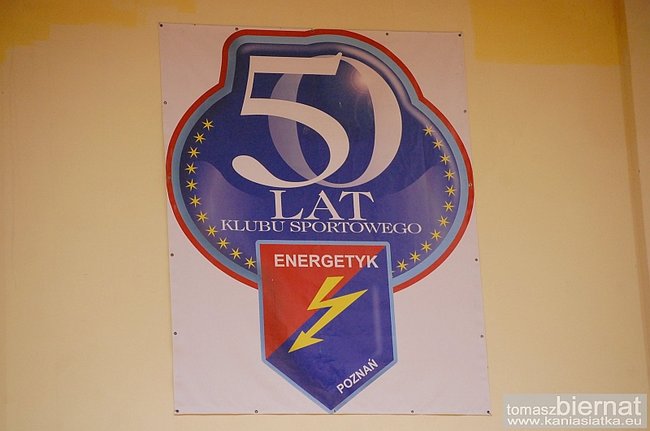 50
LAT
KLUBU SPORTOWEGO
ENERGETYK
POZNAŃ
tomaszbiernat
www.kaniasiatka.eu